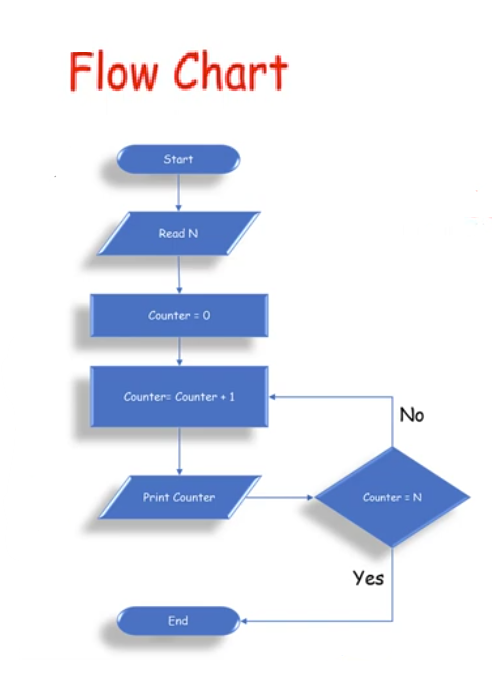 Flow Chart
Start
Read N
Counter = 0
Counter= Counter + 1
No
Print Counter
Counter = N
Yes
End